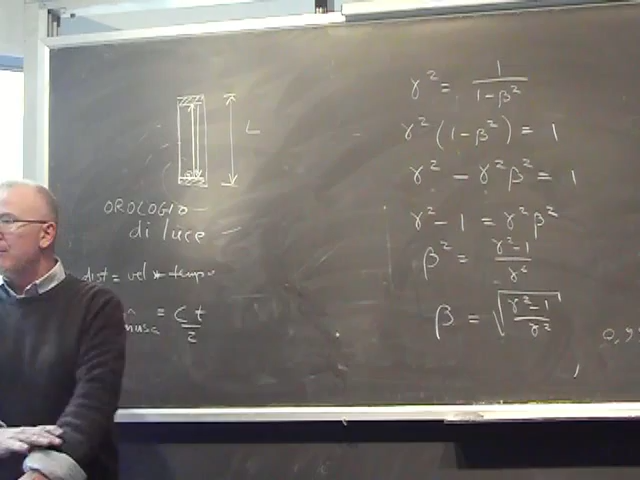 L
OROLOGIO
di luce
dist = vel * tempo
= ct/2
γ² = 1/(1-β²)
γ²(1-β²) = 1
γ² - γ²β² = 1
γ² - 1 = γ²β²
β² = (γ²-1)/γ²
β = √((γ²-1)/γ²)